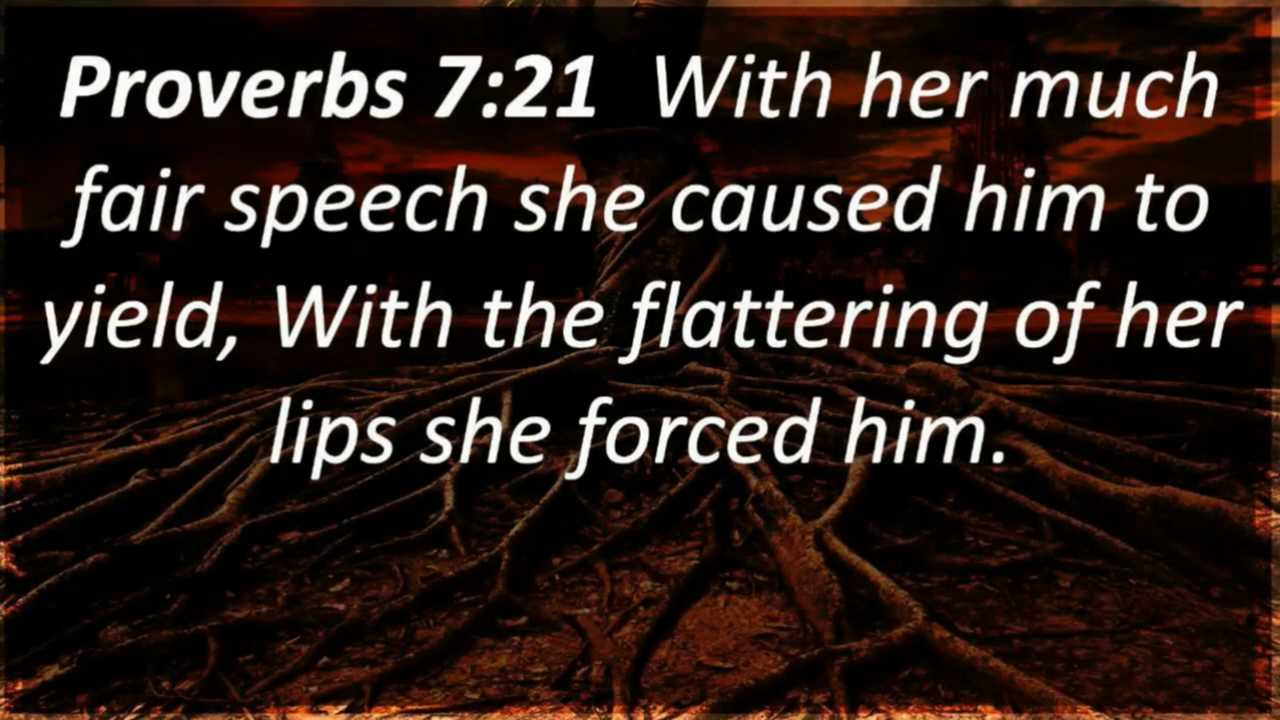 Proverbs 7:21 With her much
fair speech she caused him to
yield, With the flattering of her
lips she forced him.